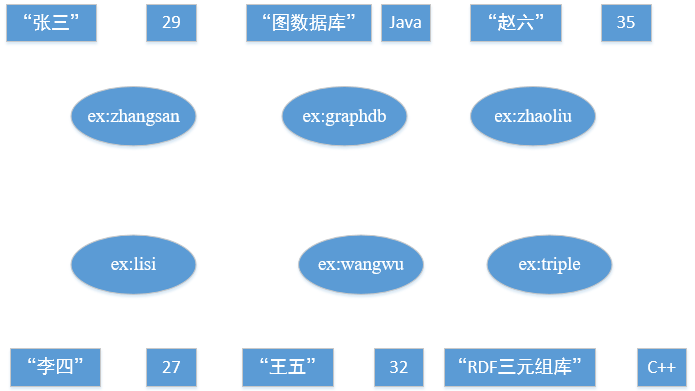 “张三” 29 “图数据库” Java “赵六” 35
ex:zhangsan ex:graphdb ex:zhaoliu
ex:lisi ex:wangwu ex:triple
“李四” 27 “王五” 32 “RDF三元组库” C++